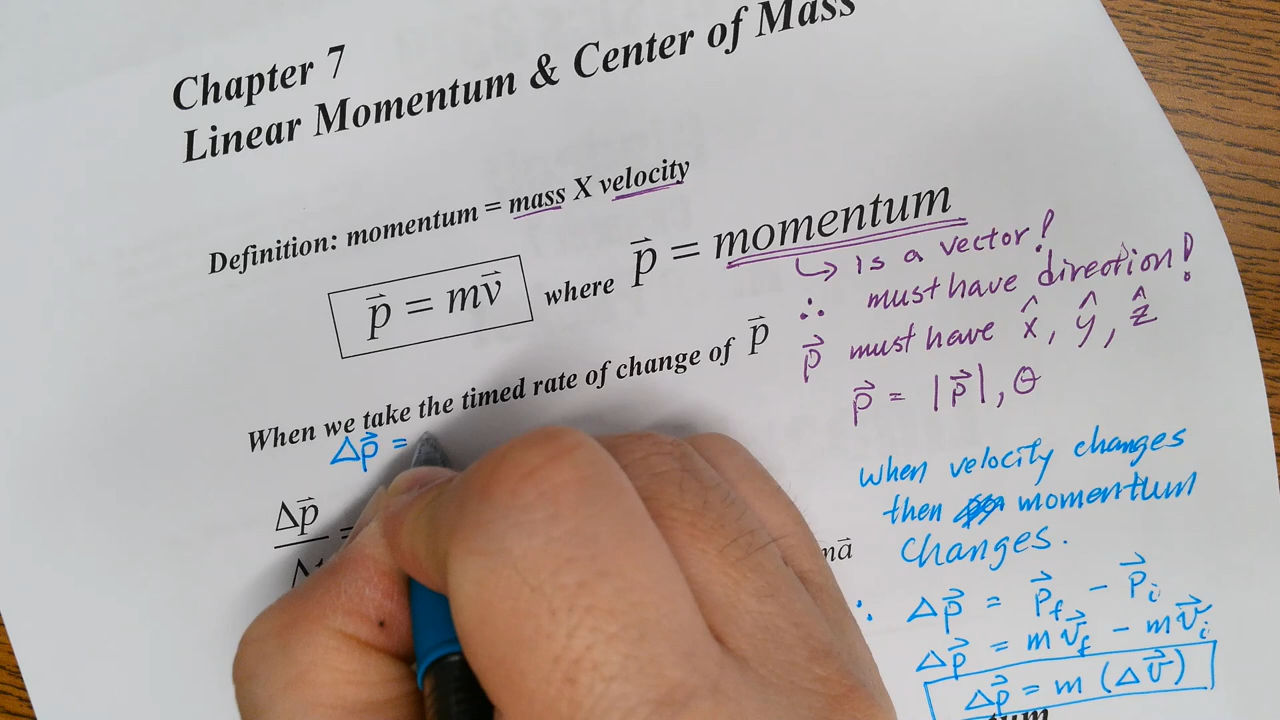 Chapter 7
Linear Momentum & Center of Mass
Definition: momentum = mass X velocity
p⃗ = mv⃗ where p⃗ = momentum
↳ is a vector!
∴ must have direction!
p⃗ must have x̂, ŷ, ẑ
p⃗ = |p⃗|, θ
When we take the timed rate of change of p⃗
Δp⃗ =
Δp⃗
mа⃗
when velocity changes
then momentum
changes.
∴ Δp⃗ = p⃗f - p⃗i
Δp⃗ = mv⃗f - mv⃗i
Δp⃗ = m (Δv⃗)